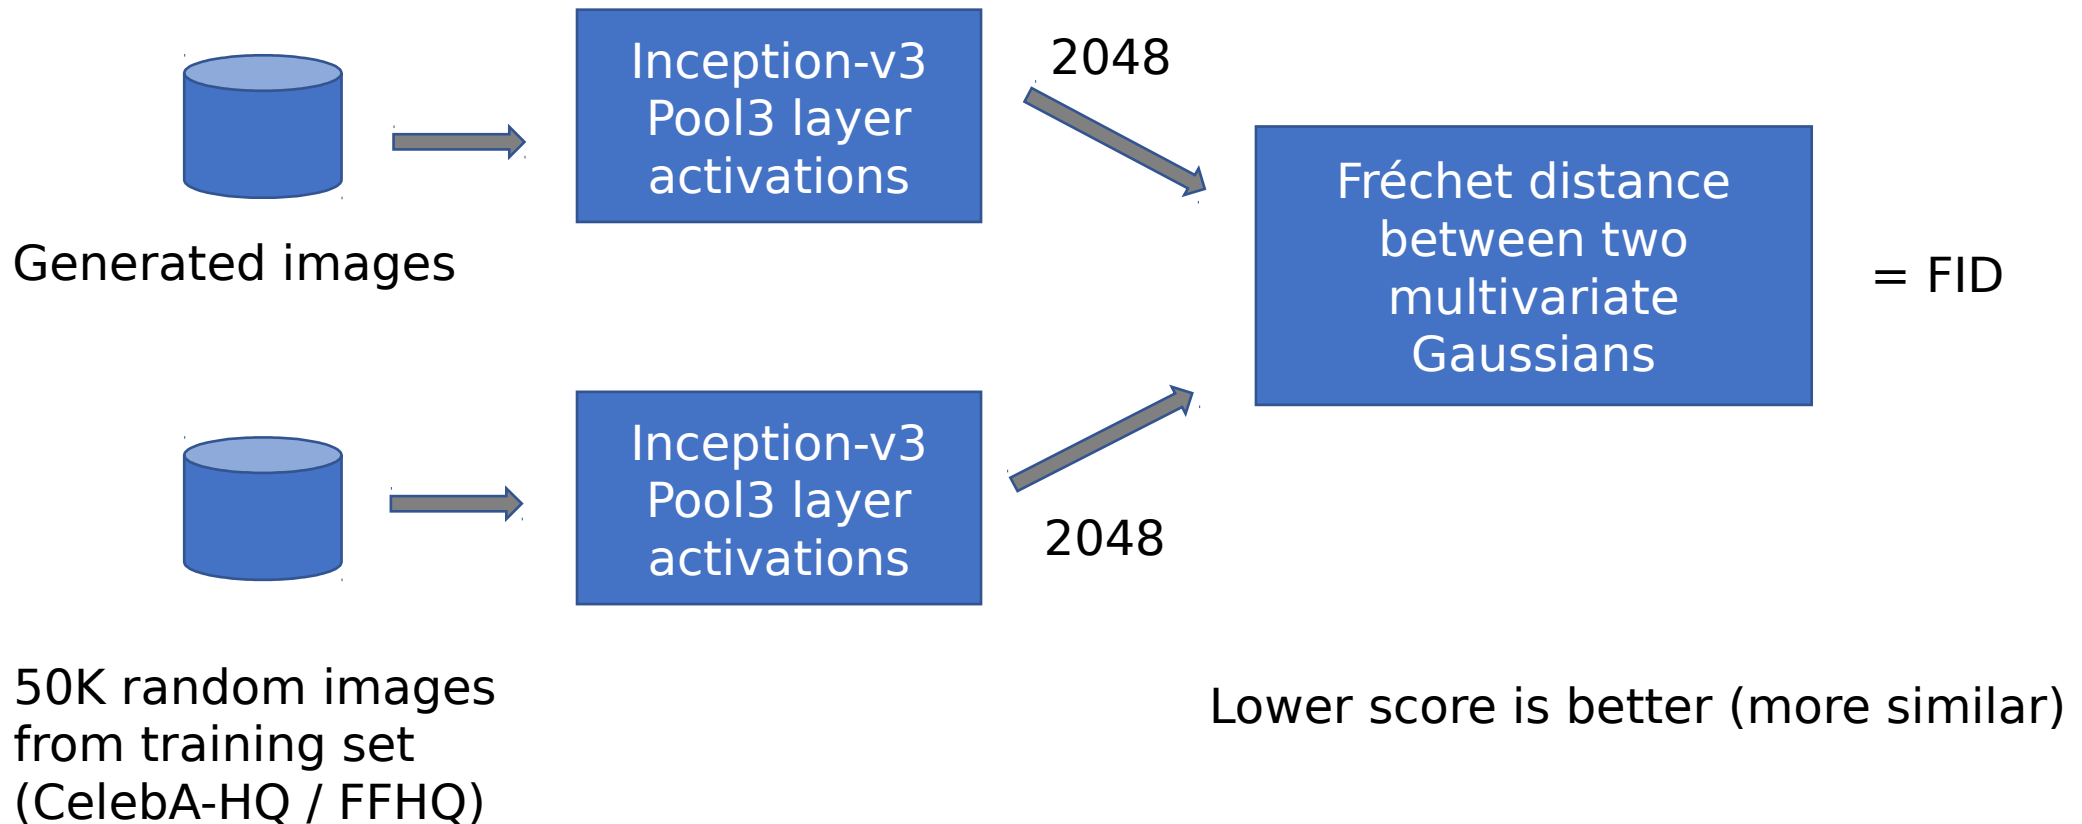 Inception-v3
Pool3 layer
activations
2048
Generated images
Fréchet distance
between two
multivariate
Gaussians
= FID
Inception-v3
Pool3 layer
activations
2048
50K random images
from training set
(CelebA-HQ / FFHQ)
Lower score is better (more similar)